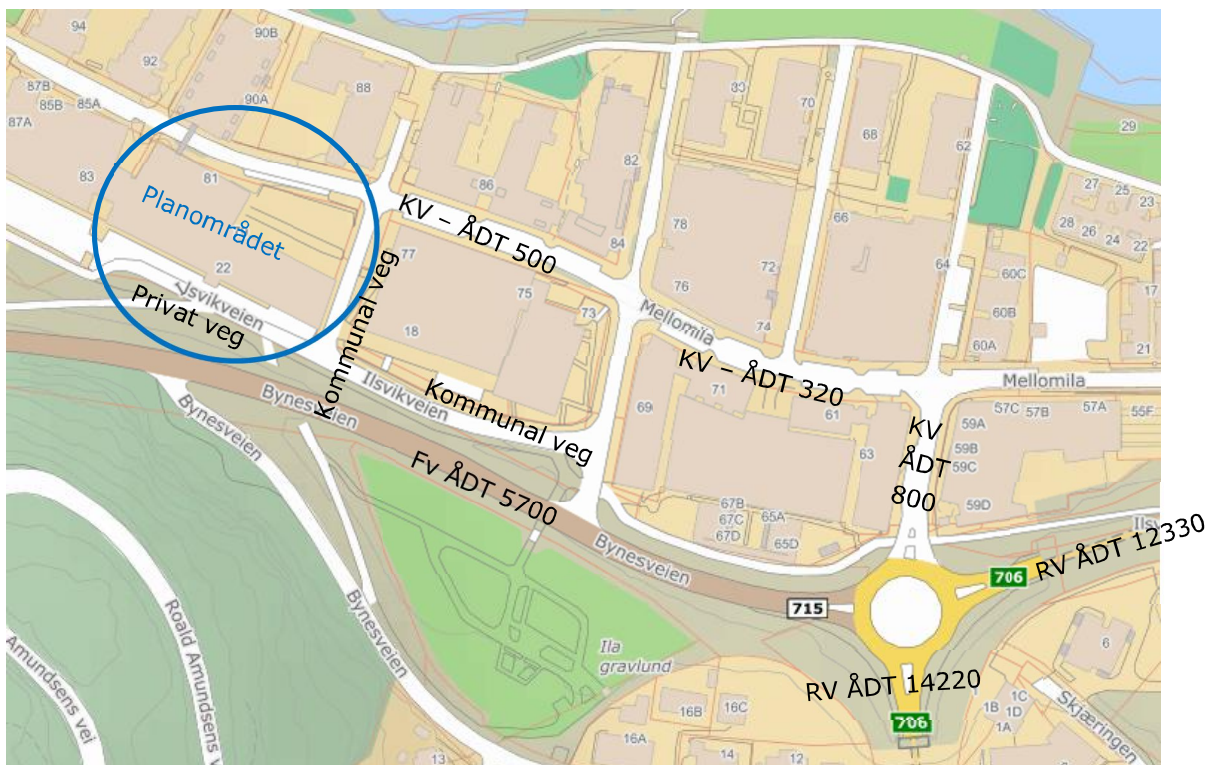 94
90B
92
88
87B
85B
85A
90A
87A
83
70
68
62
29
82
81
83
86
Planområdet
KV – ÅDT 500
78
66
27
25
23
28
26
24
22
84
77
72
64
60C
22
75
76
Ilsvikveien
Privat veg
Kommunal veg
18
73
Mellomila
74
60B
17
60A
21
KV – ÅDT 320
Mellomila
Ilsvikveien
Kommunal veg
71
61
69
63
57C
57B
57A
55F
59A
59B
59C
59D
KV
ÅDT
800
Bynesveien
Bynesveien
Fv ÅDT 5700
67B
67C
67D
65A
65D
Bynesveien
RV ÅDT 12330
706
715
Bynesveien
Roald Amundsens v
Amundsens vei
Ila
gravlund
6
RV ÅDT 14220
706
16B
16C
16A
14
12
13
1B
1C
1D
1A
Skjæringen